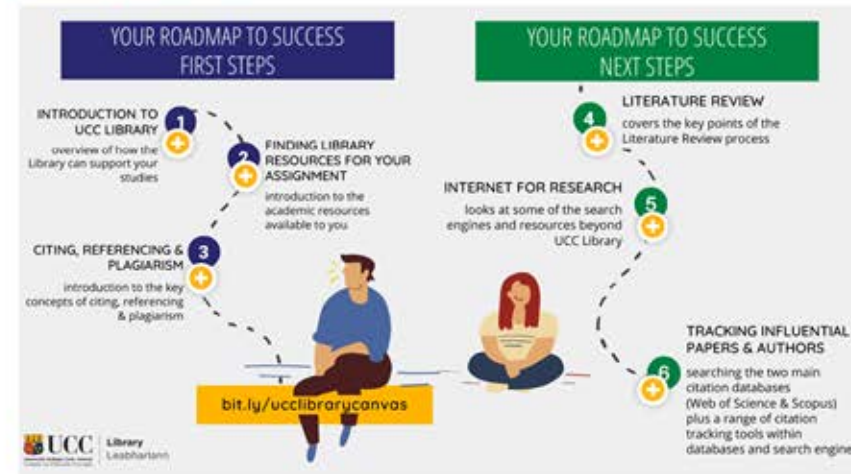 YOUR ROADMAP TO SUCCESS
FIRST STEPS
1
INTRODUCTION TO
UCC LIBRARY
overview of how the
Library can support your
studies
2
FINDING LIBRARY
RESOURCES FOR YOUR
ASSIGNMENT
introduction to the
academic resources
available to you
3
CITING, REFERENCING &
PLAGIARISM
introduction to the key
concepts of citing, referencing
& plagiarism
bit.ly/ucclibrarycanvas
UCC
Library
Leabharlann
YOUR ROADMAP TO SUCCESS
NEXT STEPS
4
LITERATURE REVIEW
covers the key points of the
Literature Review process
INTERNET FOR RESEARCH
5
looks at some of the search
engines and resources beyond
UCC Library
TRACKING INFLUENTIAL
PAPERS & AUTHORS
6
searching the two main
citation databases
(Web of Science & Scopus)
plus a range of citation
tracking tools within
databases and search engine